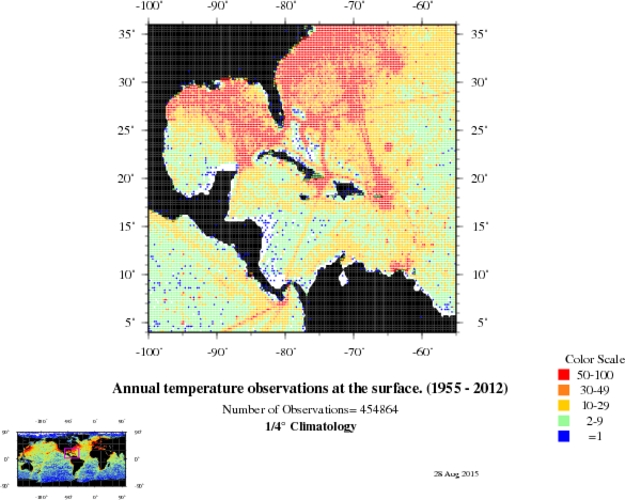 -100° -90° -80° -70° -60°
35° 35°
30° 30°
25° 25°
20° 20°
15° 15°
10° 10°
5° 5°
-100° -90° -80° -70° -60°
Color Scale
50-100
30-49
10-29
2-9
=1
Annual temperature observations at the surface. (1955 - 2012)
Number of Observations= 454864
1/4° Climatology
28 Aug 2015